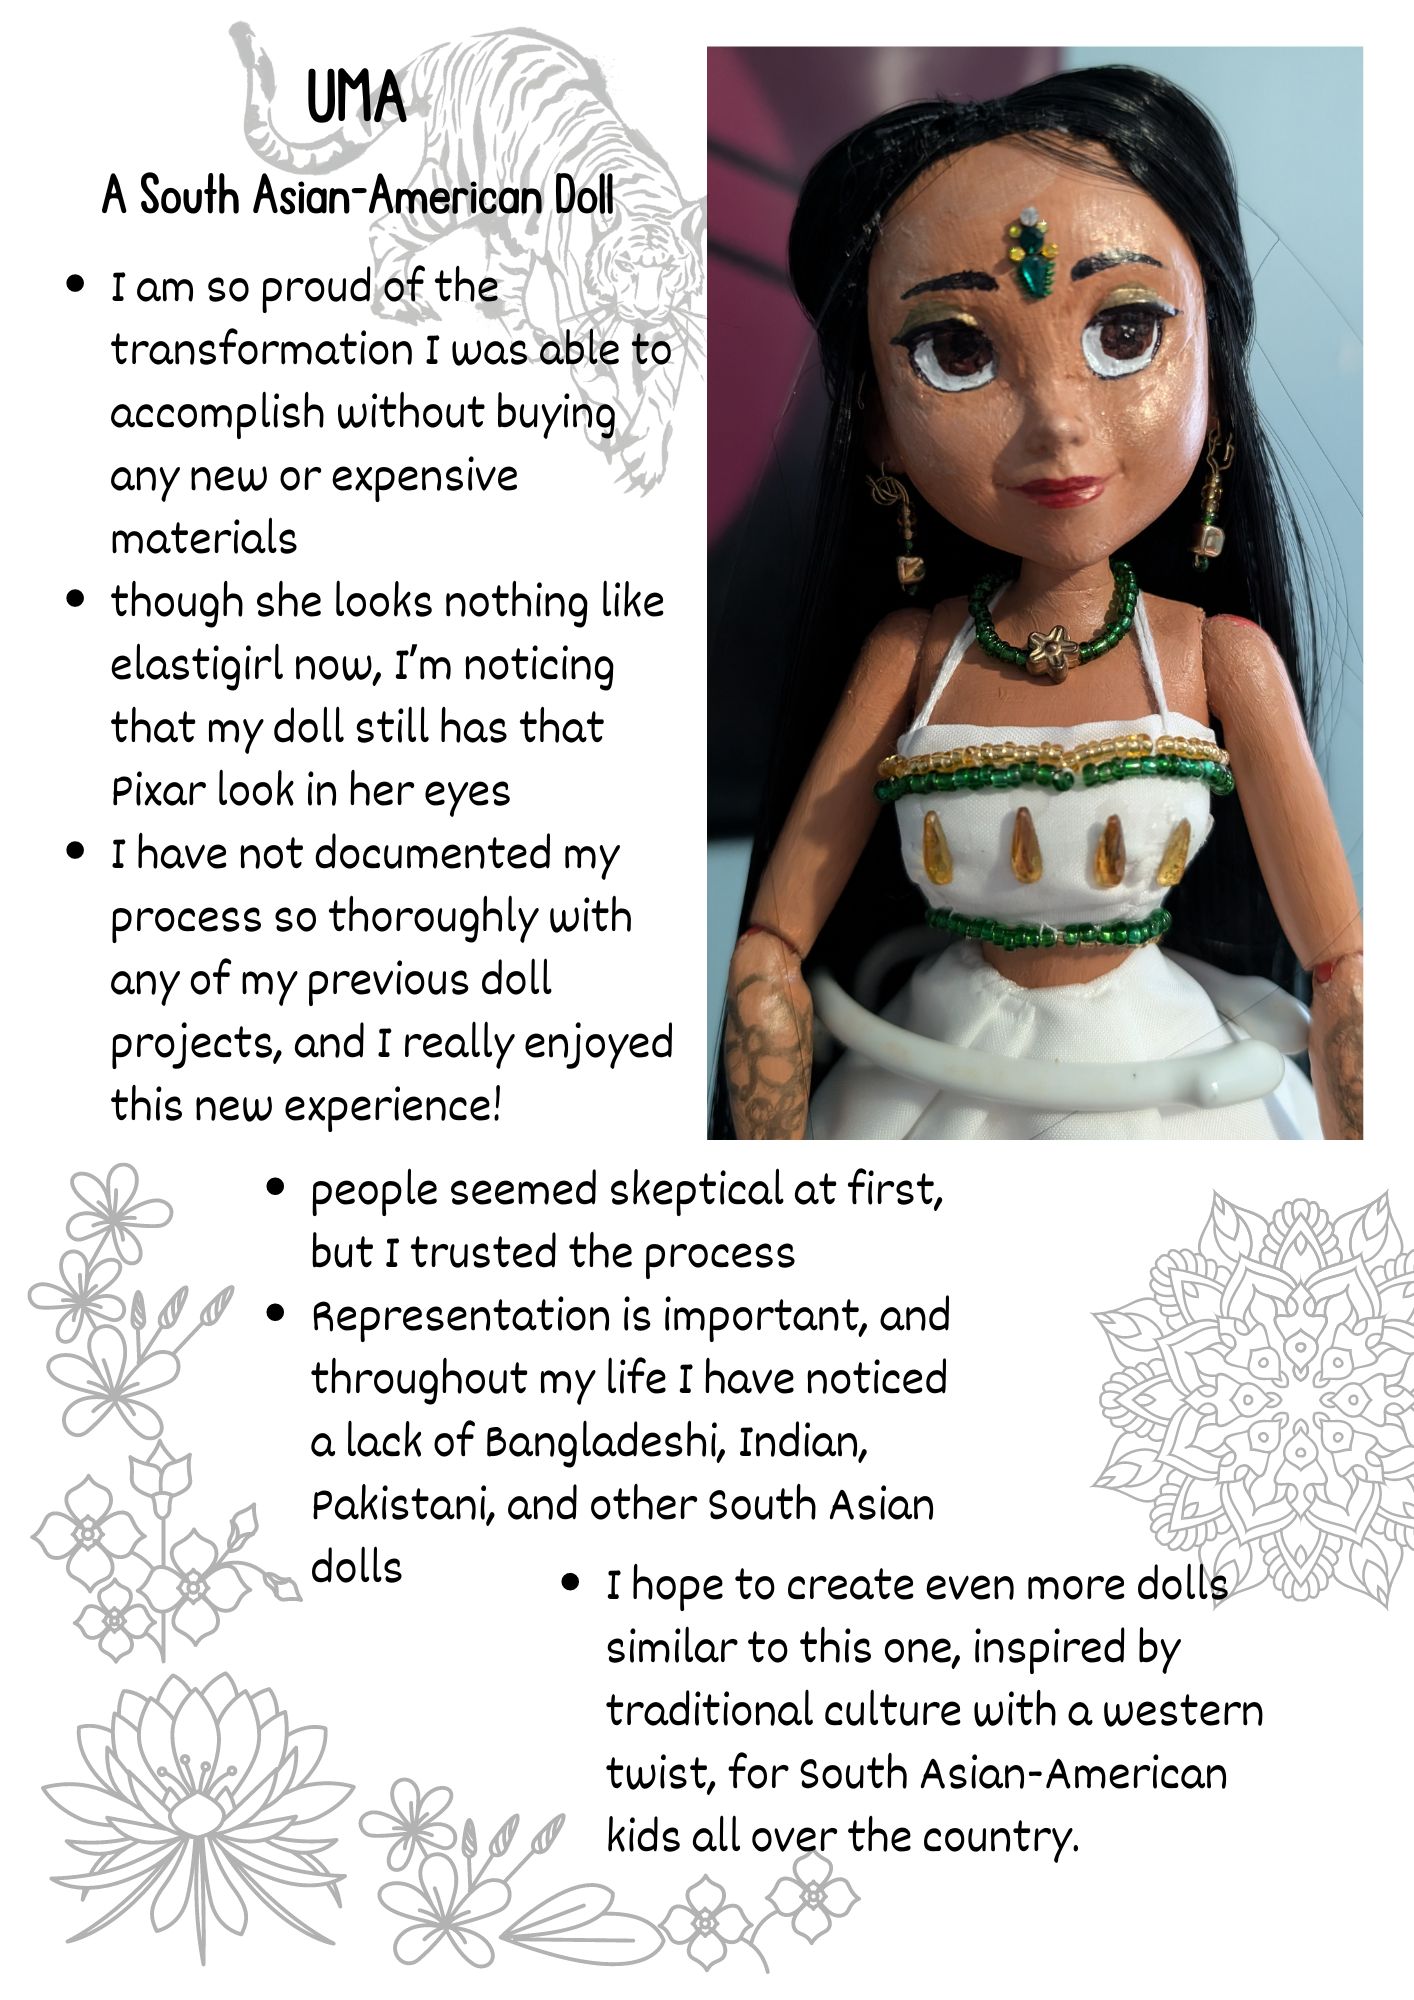 UMA
A South Asian-American Doll
• I am so proud of the
transformation I was able to
accomplish without buying
any new or expensive
materials
• though she looks nothing like
elastigirl now, I'm noticing
that my doll still has that
Pixar look in her eyes
• I have not documented my
process so thoroughly with
any of my previous doll
projects, and I really enjoyed
this new experience!
• people seemed skeptical at first,
but I trusted the process
• Representation is important, and
throughout my life I have noticed
a lack of Bangladeshi, Indian,
Pakistani, and other South Asian
dolls
• I hope to create even more dolls
similar to this one, inspired by
traditional culture with a western
twist, for South Asian-American
kids all over the country.